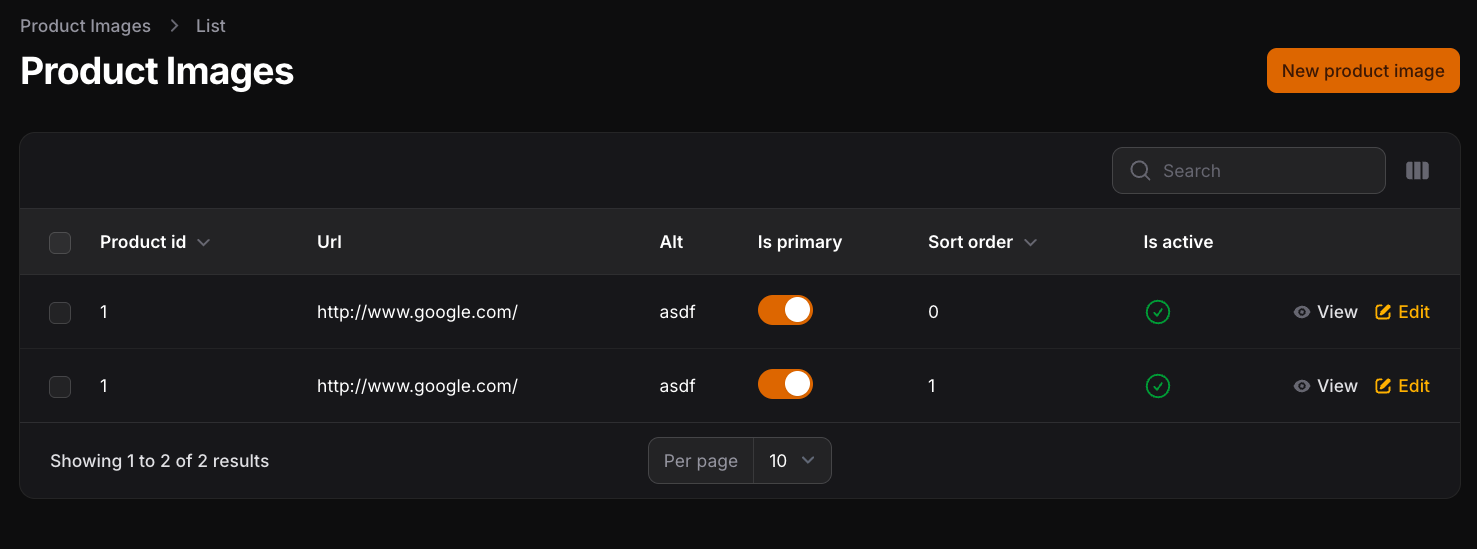 Product Images > List
Product Images
New product image
Search
Product id Url Alt Is primary Sort order Is active
1 http://www.google.com/ asdf 0 View Edit
1 http://www.google.com/ asdf 1 View Edit
Showing 1 to 2 of 2 results Per page 10